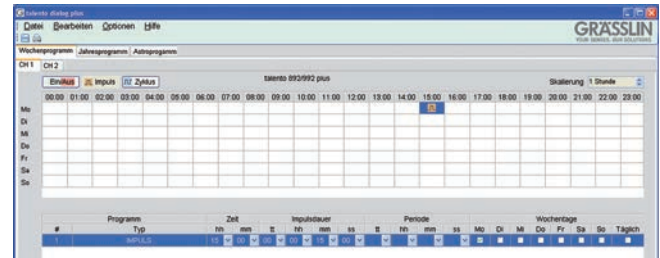 talento dialog plus
Datei Bearbeiten Optionen Hilfe
GRÄSSLIN
Wochenprogramm Jahresprogramm Astroprogramm
CH 1 CH 2
Ein/Aus Impuls Zyklus talento 892/992 plus Skalierung 1 Stunde
00:00 01:00 02:00 03:00 04:00 05:00 06:00 07:00 08:00 09:00 10:00 11:00 12:00 13:00 14:00 15:00 16:00 17:00 18:00 19:00 20:00 21:00 22:00 23:00
Mo
Di
Mi
Do
Fr
Sa
So
Programm Zeit Impulsdauer Periode Wochentage
# Typ hh mm tt hh mm ss tt hh mm ss Mo Di Mi Do Fr Sa So Täglich
1 IMPULS 15 00 00 00 15 00